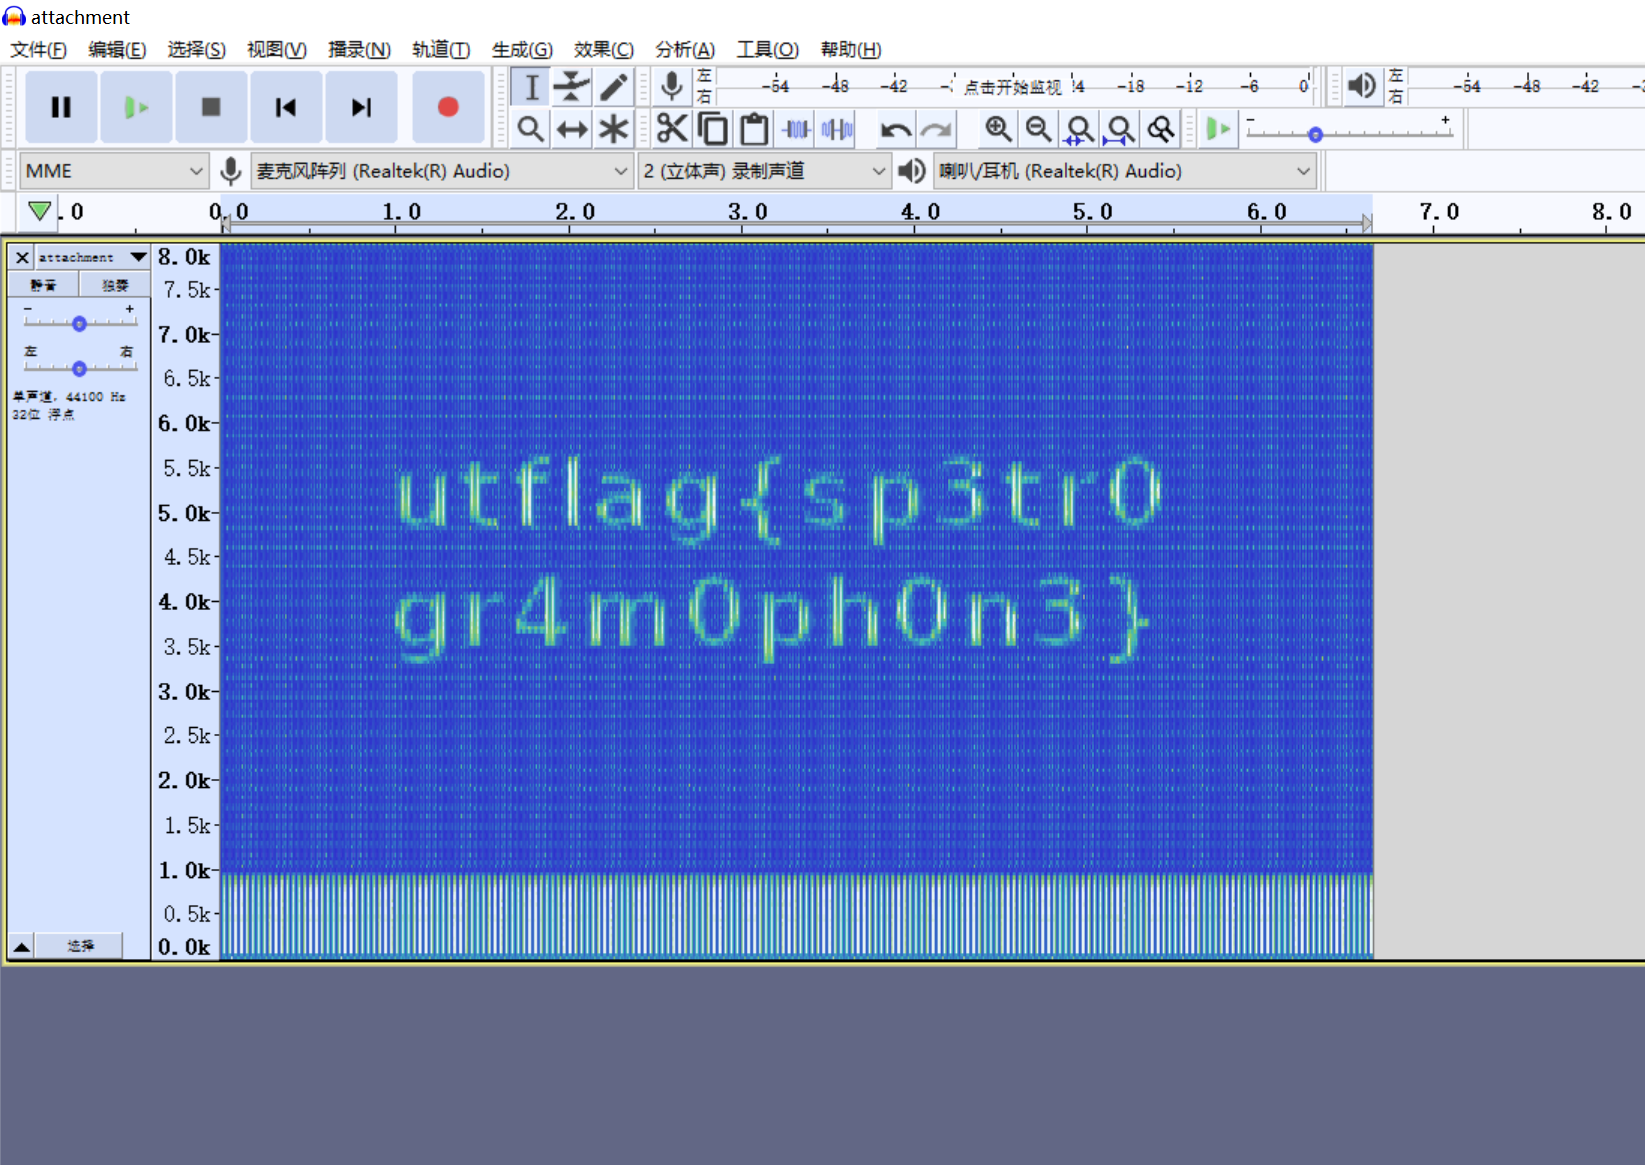 attachment
文件(F) 编辑(E) 选择(S) 视图(V) 播录(N) 轨道(T) 生成(G) 效果(C) 分析(A) 工具(O) 帮助(H)
左 右 -54 -48 -42 点击开始监视 -18 -12 -6 0 左 右 -54 -48 -42
MME 麦克风阵列 (Realtek(R) Audio) 2 (立体声) 录制声道 喇叭/耳机 (Realtek(R) Audio)
.0 0.0 1.0 2.0 3.0 4.0 5.0 6.0 7.0 8.0
attachment
静音 独奏
- +
左 右
单声道, 44100 Hz
32位 浮点
选择
8.0k
7.5k
7.0k
6.5k
6.0k
5.5k
5.0k
4.5k
4.0k
3.5k
3.0k
2.5k
2.0k
1.5k
1.0k
0.5k
0.0k
utflag{sp3tr0
gr4m0ph0n3}